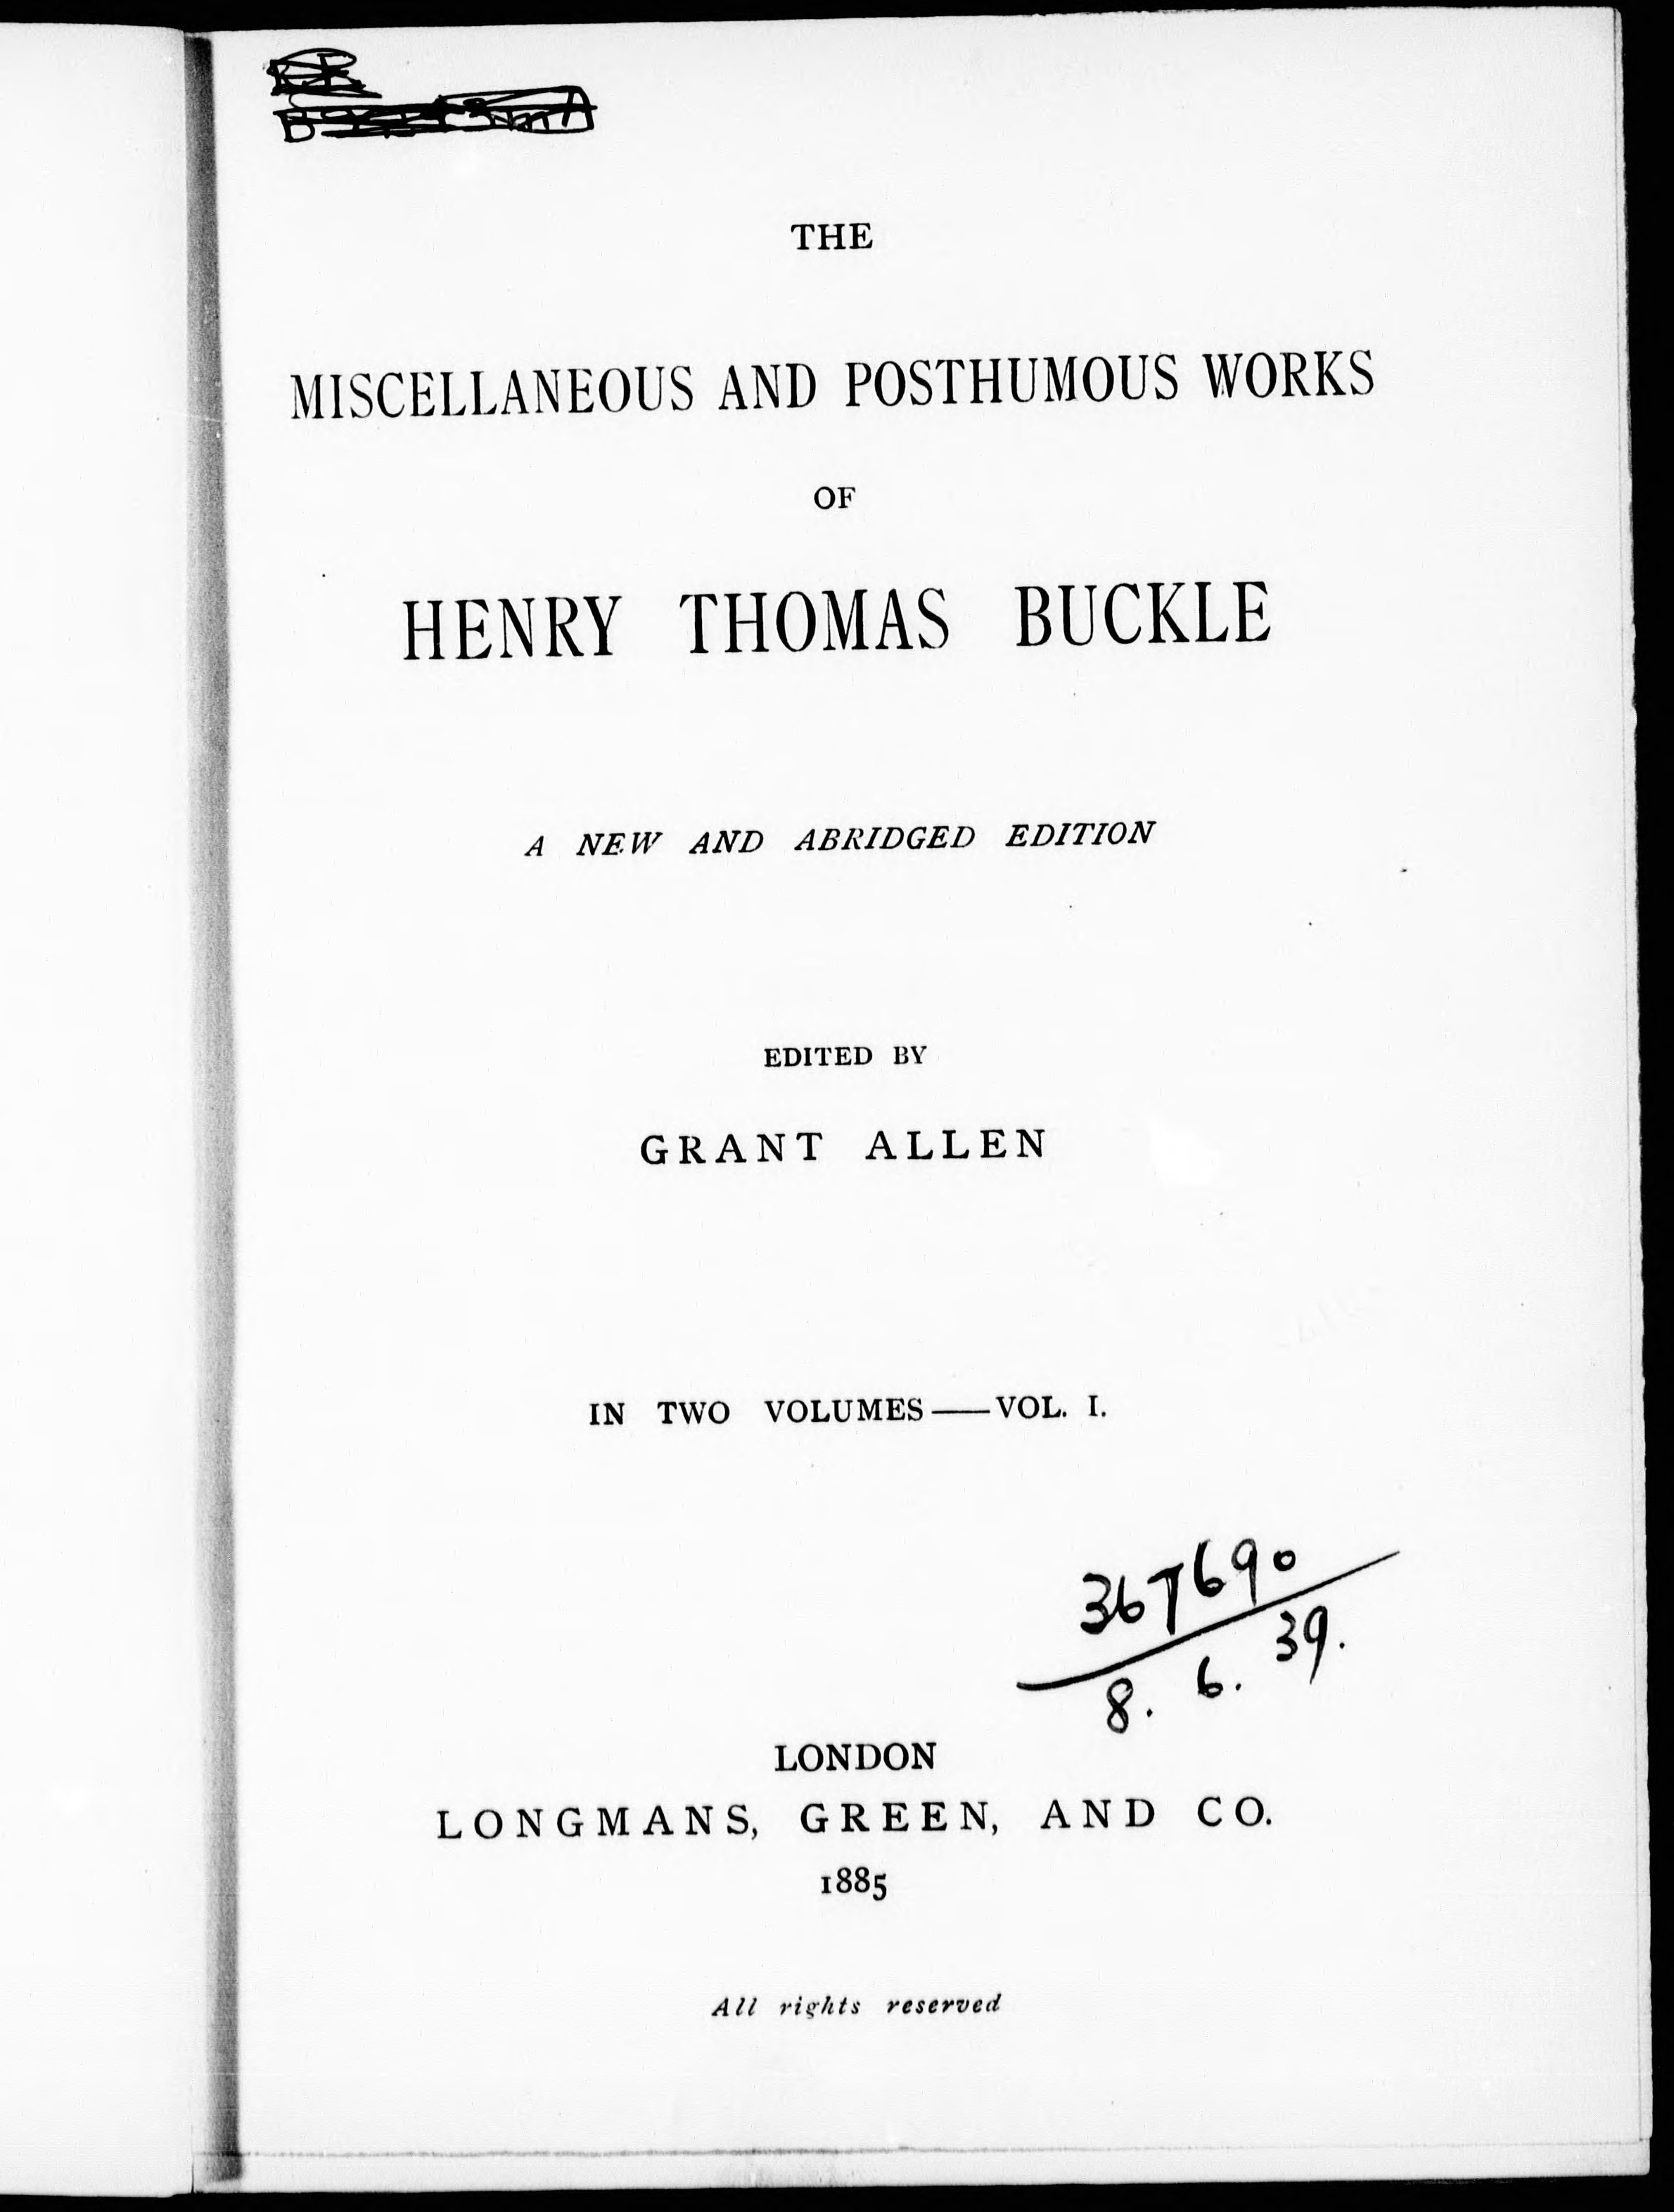 THE
MISCELLANEOUS AND POSTHUMOUS WORKS
OF
HENRY THOMAS BUCKLE
A NEW AND ABRIDGED EDITION
EDITED BY
GRANT ALLEN
IN TWO VOLUMES——VOL. I.
367690
8. 6. 39.
LONDON
LONGMANS, GREEN, AND CO.
1885
All rights reserved